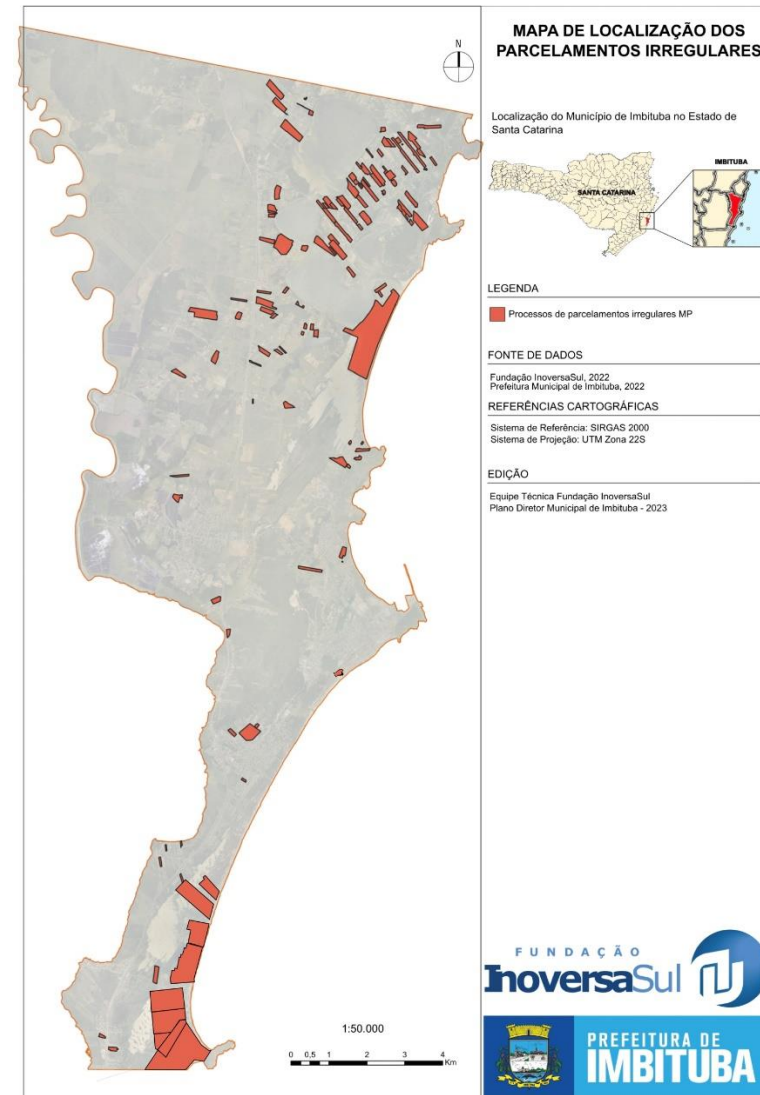 MAPA DE LOCALIZAÇÃO DOS
PARCELAMENTOS IRREGULARES
N
Localização do Município de Imbituba no Estado de
Santa Catarina
IMBITUBA
SANTA CATARINA
LEGENDA
Processos de parcelamentos irregulares MP
FONTE DE DADOS
Fundação InoversaSul, 2022
Prefeitura Municipal de Imbituba, 2022
REFERÊNCIAS CARTOGRÁFICAS
Sistema de Referência: SIRGAS 2000
Sistema de Projeção: UTM Zona 22S
EDIÇÃO
Equipe Técnica Fundação InoversaSul
Plano Diretor Municipal de Imbituba - 2023
1:50.000
0 0,5 1 2 3 4
Km
FUNDAÇÃO
InoversaSul
PREFEITURA DE
IMBITUBA